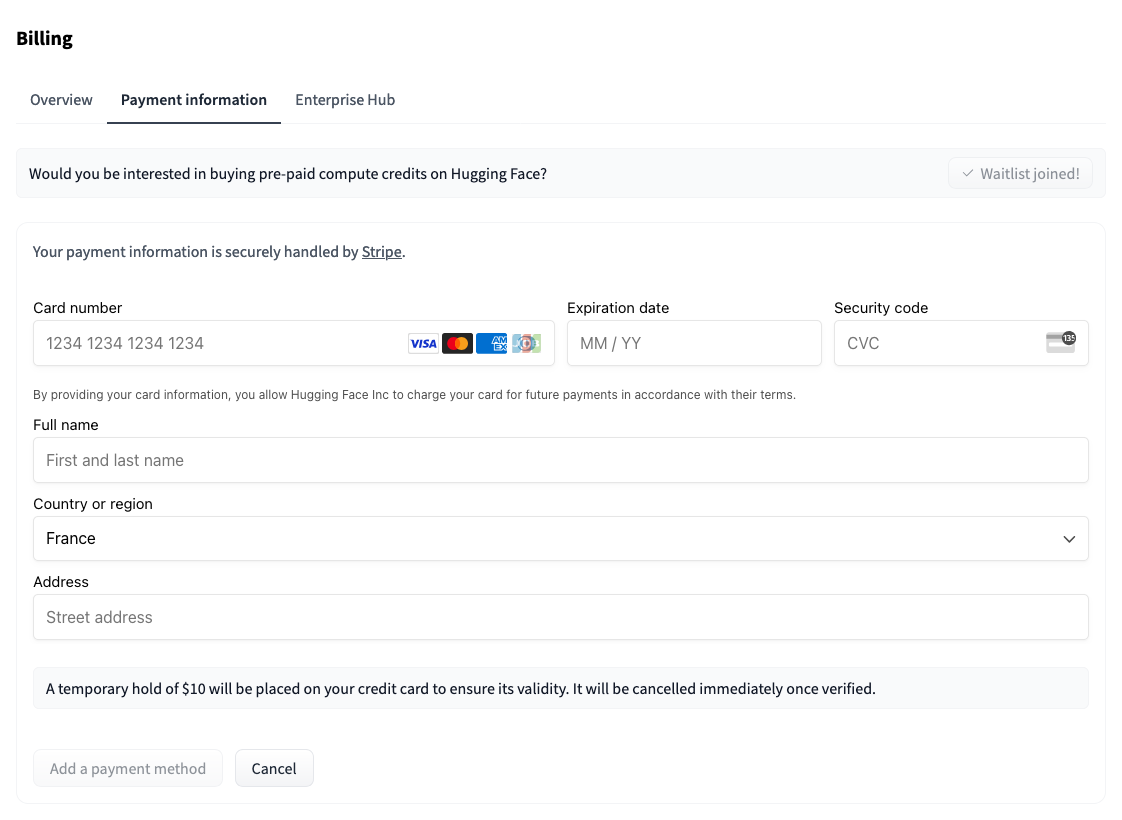 Billing
Overview Payment information Enterprise Hub
Would you be interested in buying pre-paid compute credits on Hugging Face? Waitlist joined!
Your payment information is securely handled by Stripe.
Card number Expiration date Security code
1234 1234 1234 1234 VISA AM EX MM / YY CVC 135
By providing your card information, you allow Hugging Face Inc to charge your card for future payments in accordance with their terms.
Full name
First and last name
Country or region
France
Address
Street address
A temporary hold of $10 will be placed on your credit card to ensure its validity. It will be cancelled immediately once verified.
Add a payment method Cancel